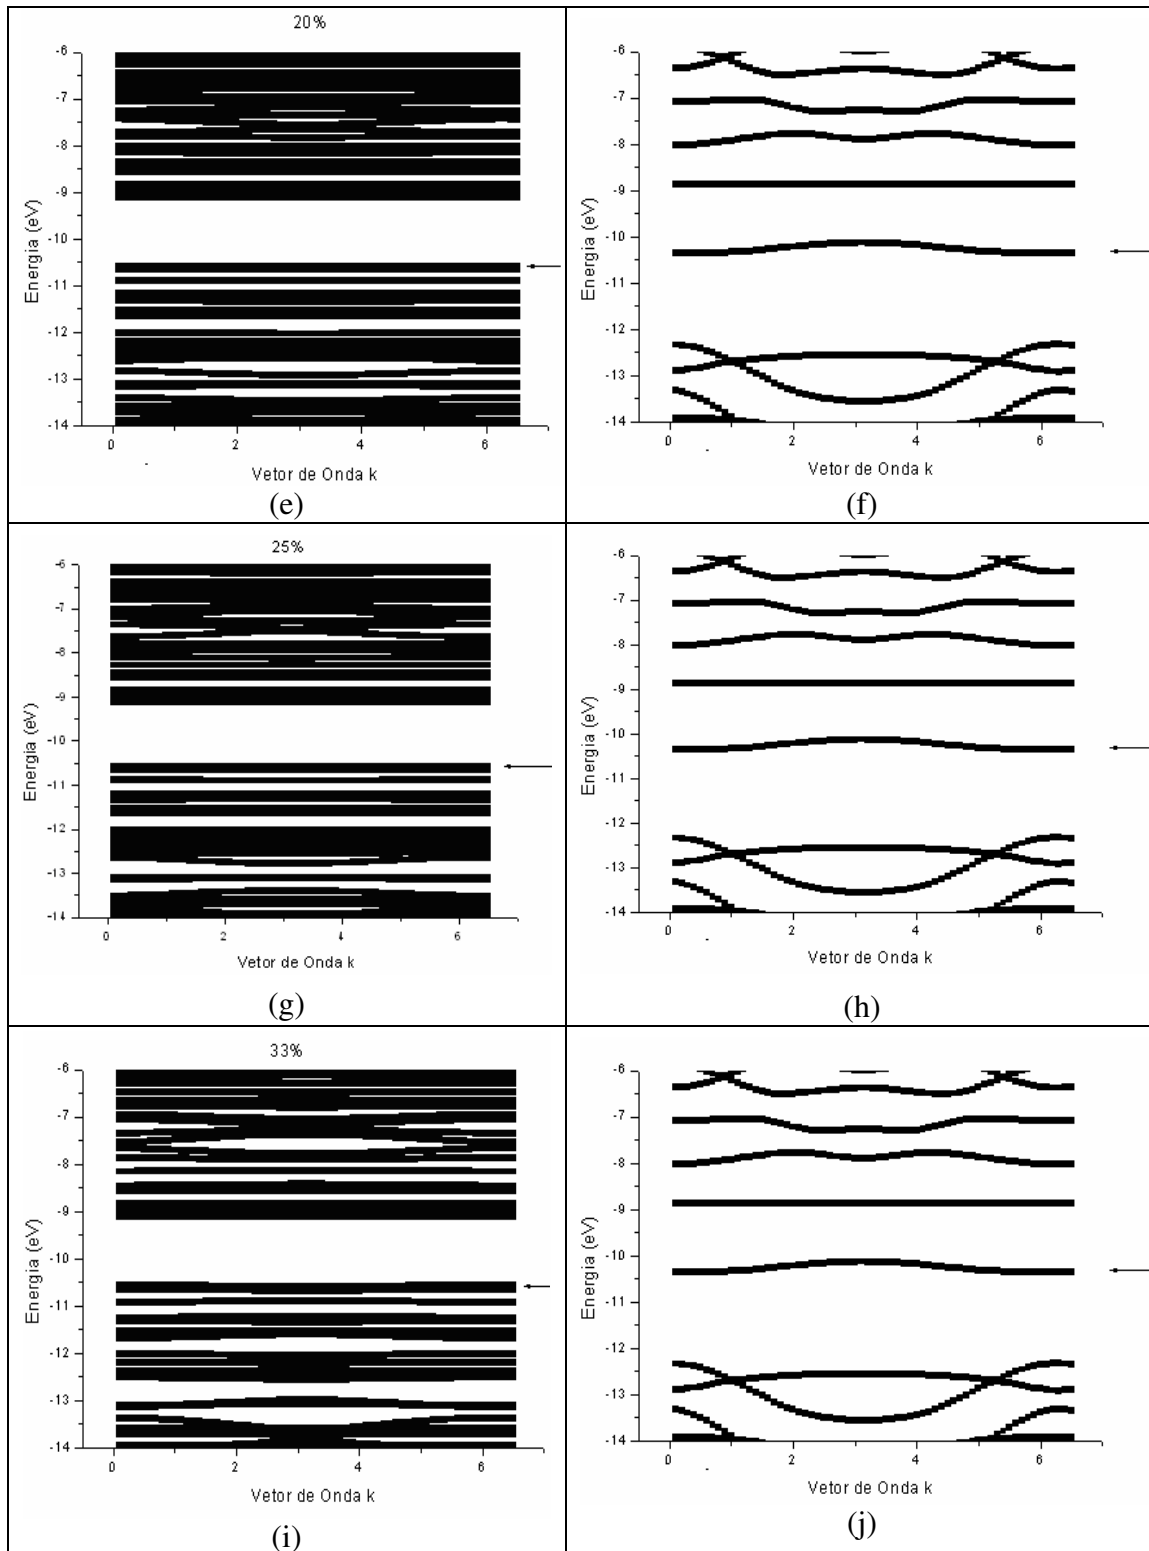 20%
-6
-7
-8
-9
-10
-11
-12
-13
-14
Energia (eV)
0 2 4 6
Vetor de Onda k
(e)
-6
-7
-8
-9
-10
-11
-12
-13
-14
Energia (eV)
0 2 4 6
Vetor de Onda k
(f)
25%
-6
-7
-8
-9
-10
-11
-12
-13
-14
Energia (eV)
0 2 4 6
Vetor de Onda k
(g)
-6
-7
-8
-9
-10
-11
-12
-13
-14
Energia (eV)
0 2 4 6
Vetor de Onda k
(h)
33%
-6
-7
-8
-9
-10
-11
-12
-13
-14
Energia (eV)
0 2 4 6
Vetor de Onda k
(i)
-6
-7
-8
-9
-10
-11
-12
-13
-14
Energia (eV)
0 2 4 6
Vetor de Onda k
(j)